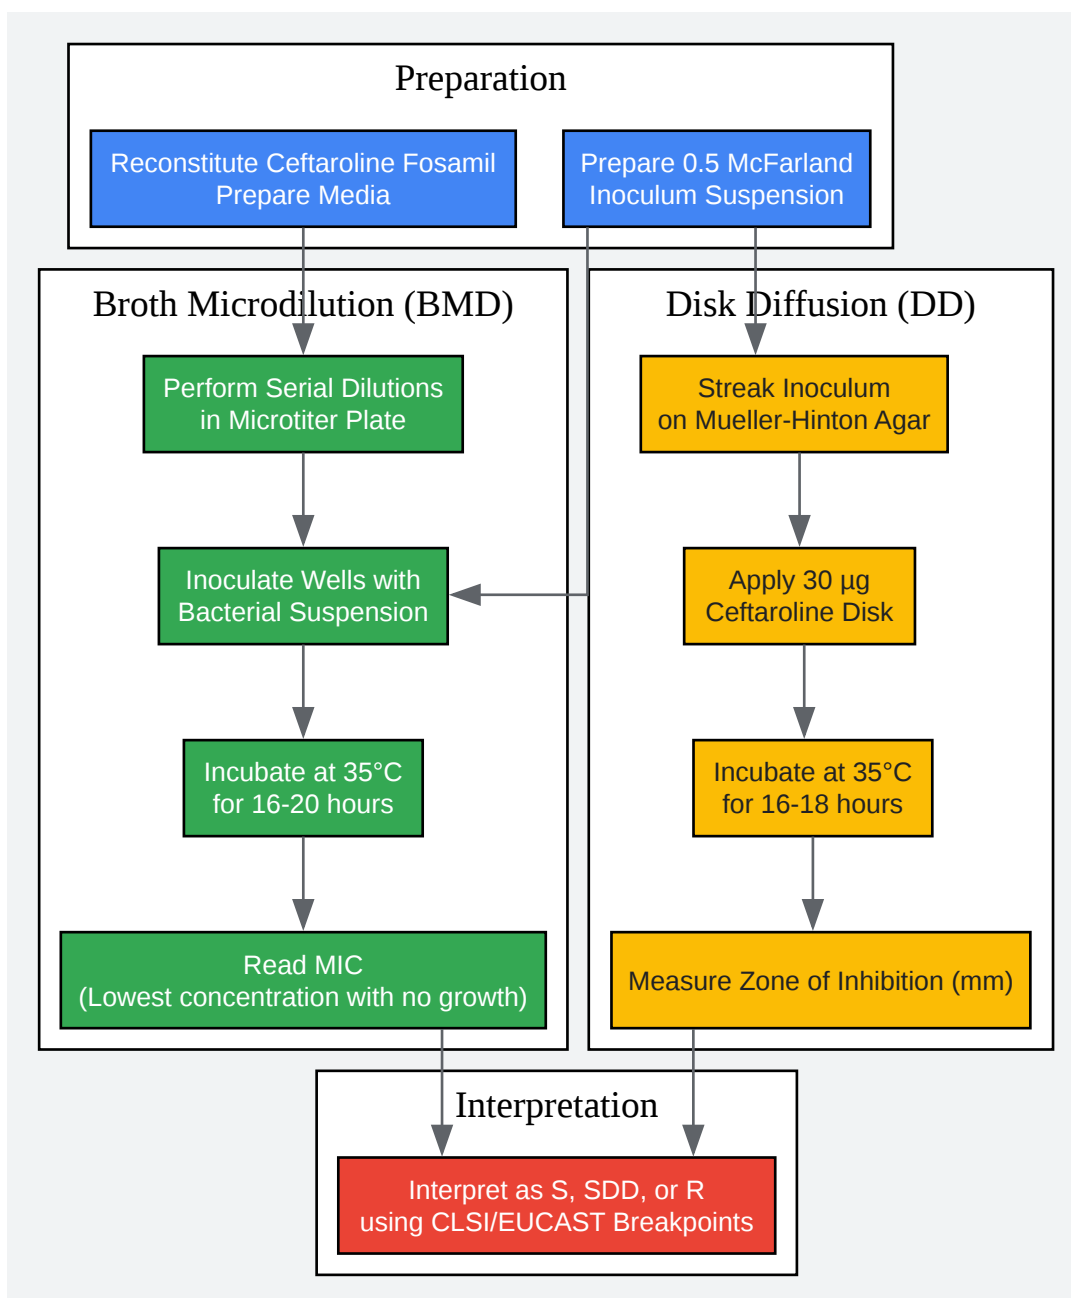 Preparation
Reconstitute Ceftaroline Fosamil
Prepare Media
Prepare 0.5 McFarland
Inoculum Suspension
Broth Microdilution (BMD)
Perform Serial Dilutions
in Microtiter Plate
Inoculate Wells with
Bacterial Suspension
Incubate at 35°C
for 16-20 hours
Read MIC
(Lowest concentration with no growth)
Disk Diffusion (DD)
Streak Inoculum
on Mueller-Hinton Agar
Apply 30 µg
Ceftaroline Disk
Incubate at 35°C
for 16-18 hours
Measure Zone of Inhibition (mm)
Interpretation
Interpret as S, SDD, or R
using CLSI/EUCAST Breakpoints